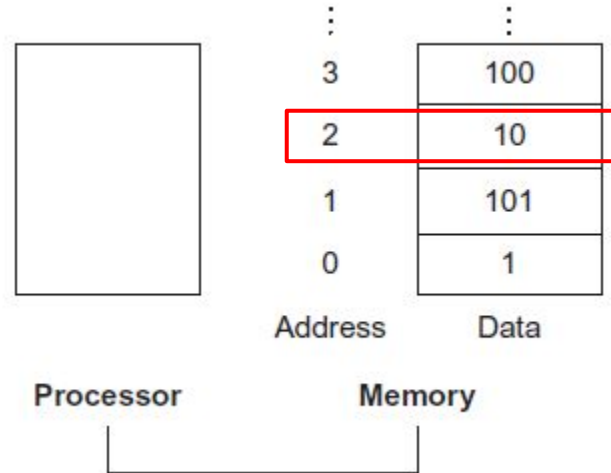 ⋮ ⋮
3 100
2 10
1 101
0 1
Address Data
Processor Memory